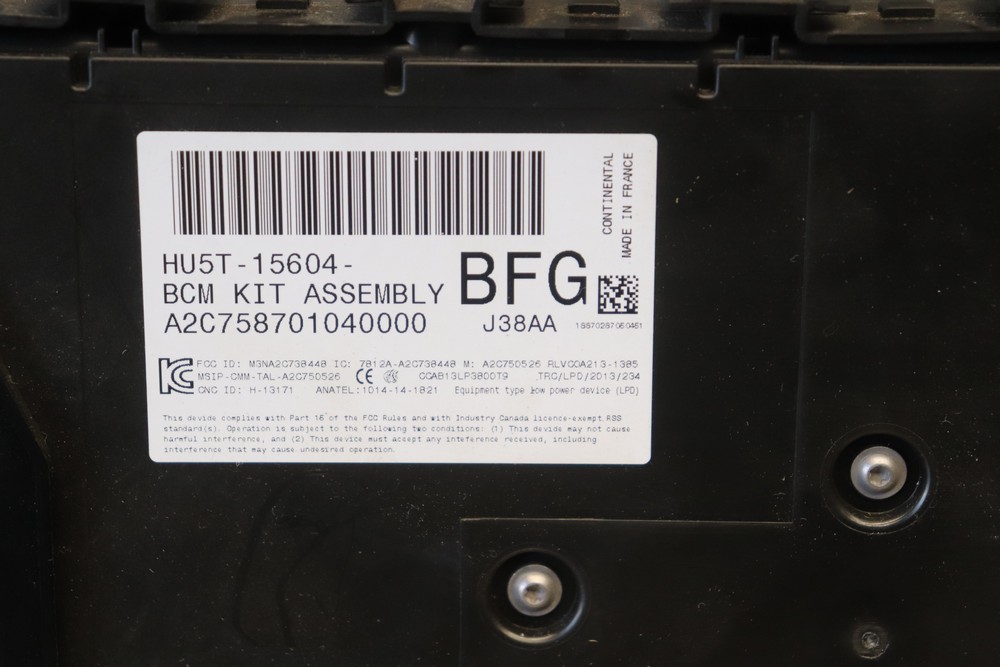 CONTINENTAL
MADE IN FRANCE
HU5T-15604-
BFG
BCM KIT ASSEMBLY
A2C758701040000 J38AA
FCC ID: M3NA2C738448 IC: 7812A-A2C738448 M: A2C750526 RLVCOA213-1385
MSIP-CMM-TAL-A2C750526 CE CCAB13LP3800T9 TRC/LPD/2013/234
CNC ID: H-13171 ANATEL:1014-14-1821 Equipment type low power device (LPD)
This devide complies with Part 15 of the FCC Rules and with Industry Canada licence-exempt RSS
standard(s). Operation is subject to the following two conditions: (1) This device may not cause
harmful interference, and (2) This device must accept any interference received, including
interference that may cause undesired operation.